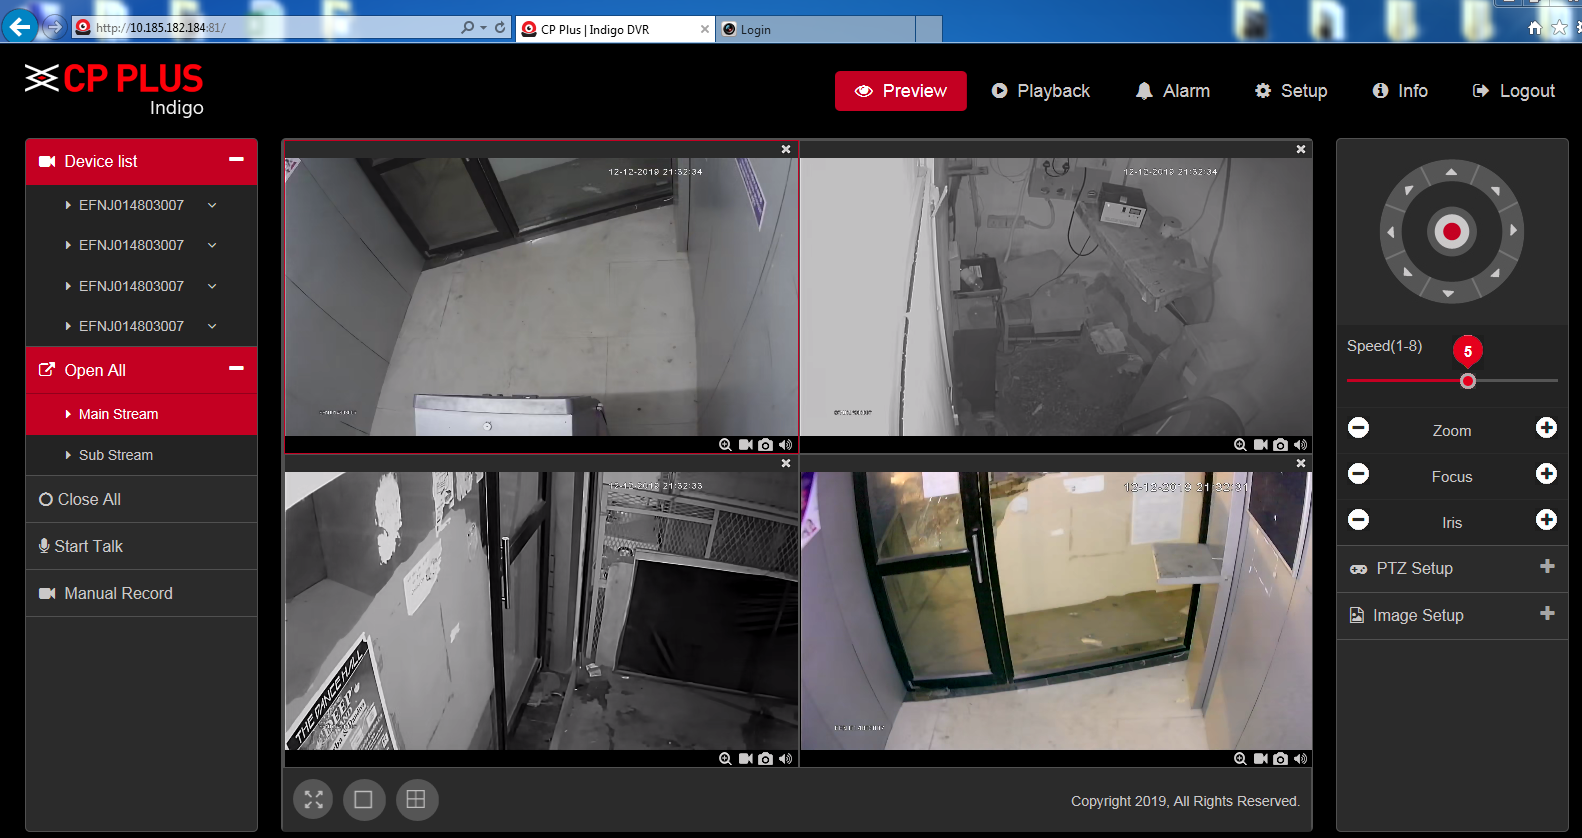 http://10.185.182.184:81/
CP Plus | Indigo DVR
Login
CP PLUS
Indigo
Preview
Playback
Alarm
Setup
Info
Logout
Device list
EFNJ014803007
EFNJ014803007
EFNJ014803007
EFNJ014803007
Open All
Main Stream
Sub Stream
Close All
Start Talk
Manual Record
12-12-2019 21:32:34
12-12-2019 21:32:34
12-12-2019 21:32:33
THE DANCE HALL
12-12-2019 21:32:31
Speed(1-8)
5
Zoom
Focus
Iris
PTZ Setup
Image Setup
Copyright 2019, All Rights Reserved.